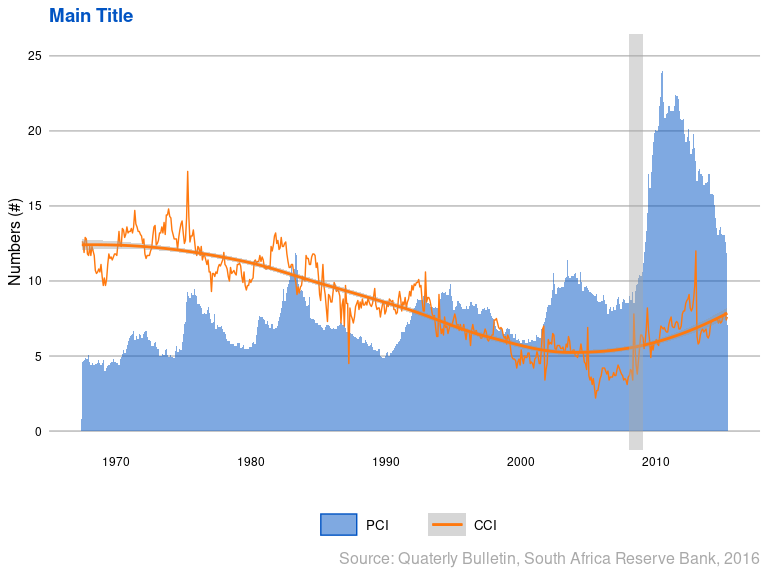 Main Title
Numbers (#)
25
20
15
10
5
0
1970 1980 1990 2000 2010
PCI CCI
Source: Quaterly Bulletin, South Africa Reserve Bank, 2016